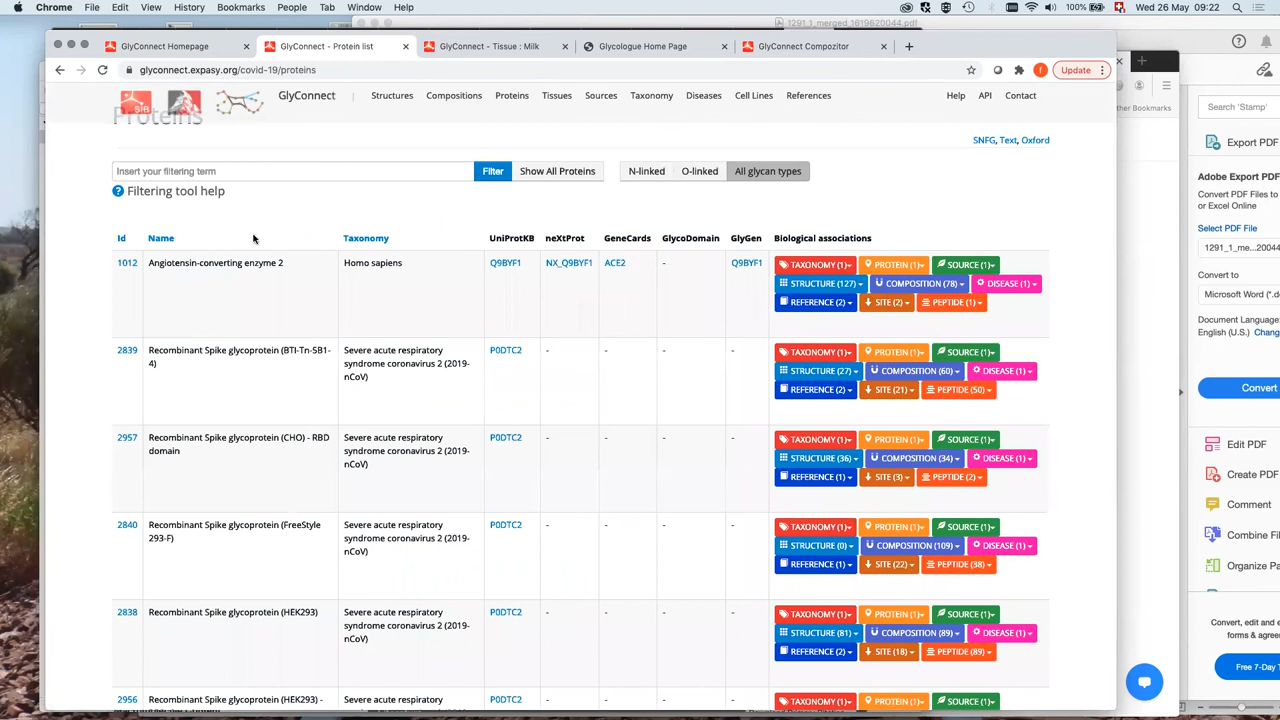 Chrome File Edit View History Bookmarks People Tab Window Help 100% Wed 26 May 09:22
1291_1_merged_1619620044.pdf
GlyConnect Homepage GlyConnect - Protein list GlyConnect - Tissue : Milk Glycologue Home Page GlyConnect Compozitor
glyconnect.expasy.org/covid-19/proteins Update
SIB GlyConnect Structures Compositions Proteins Tissues Sources Taxonomy Diseases Cell Lines References Help API Contact
Proteins
SNFG, Text, Oxford
Insert your filtering term Filter Show All Proteins N-linked O-linked All glycan types
Filtering tool help
Id Name Taxonomy UniProtKB neXtProt GeneCards GlycoDomain GlyGen Biological associations
1012 Angiotensin-converting enzyme 2 Homo sapiens Q9BYF1 NX_Q9BYF1 ACE2 - Q9BYF1 TAXONOMY (1) PROTEIN (1) SOURCE (1)
STRUCTURE (127) COMPOSITION (78) DISEASE (1)
REFERENCE (2) SITE (2) PEPTIDE (1)
2839 Recombinant Spike glycoprotein (BTI-Tn-5B1- Severe acute respiratory P0DTC2 - - - - TAXONOMY (1) PROTEIN (1) SOURCE (1)
4) syndrome coronavirus 2 (2019- STRUCTURE (27) COMPOSITION (60) DISEASE (1)
nCoV) REFERENCE (2) SITE (21) PEPTIDE (50)
2957 Recombinant Spike glycoprotein (CHO) - RBD Severe acute respiratory P0DTC2 - - - - TAXONOMY (1) PROTEIN (1) SOURCE (1)
domain syndrome coronavirus 2 (2019- STRUCTURE (36) COMPOSITION (34) DISEASE (1)
nCoV) REFERENCE (1) SITE (3) PEPTIDE (2)
2840 Recombinant Spike glycoprotein (FreeStyle Severe acute respiratory P0DTC2 - - - - TAXONOMY (1) PROTEIN (1) SOURCE (1)
293-F) syndrome coronavirus 2 (2019- STRUCTURE (0) COMPOSITION (109) DISEASE (1)
nCoV) REFERENCE (1) SITE (22) PEPTIDE (38)
2838 Recombinant Spike glycoprotein (HEK293) Severe acute respiratory P0DTC2 - - - - TAXONOMY (1) PROTEIN (1) SOURCE (1)
syndrome coronavirus 2 (2019- STRUCTURE (81) COMPOSITION (89) DISEASE (1)
nCoV) REFERENCE (2) SITE (18) PEPTIDE (89)
2956 Recombinant Spike glycoprotein (HEK293) - Severe acute respiratory P0DTC2 - - - - TAXONOMY (1) PROTEIN (1) SOURCE (1)
ther Bookmarks
Search 'Stamp'
Export PDF
Adobe Export PDF
Convert PDF Files to
or Excel Online
Select PDF File
1291_1_me...20044
Convert to
Microsoft Word (*.d
Document Language:
English (U.S.) Chang
Convert
Edit PDF
Create PDF
Comment
Combine Fil
Organize Pa
Convert, edit and e
forms & agreem
Free 7-Day T